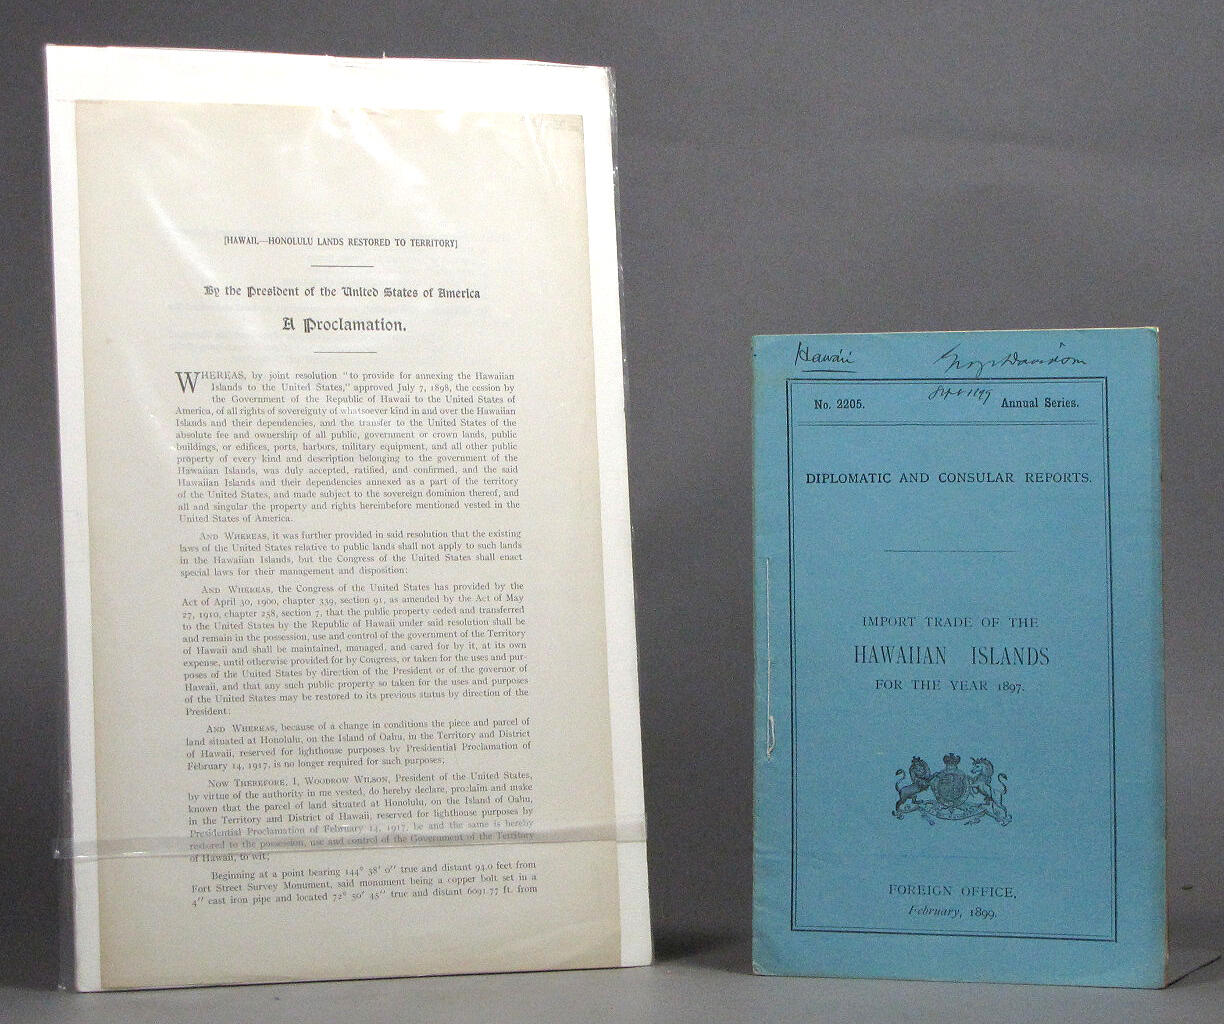 [HAWAII.—HONOLULU LANDS RESTORED TO TERRITORY]
By the President of the United States of America
A Proclamation.
WHEREAS, by joint resolution "to provide for annexing the Hawaiian
Islands to the United States," approved July 7, 1898, the cession by
the Government of the Republic of Hawaii to the United States of
America, of all rights of sovereignty of whatsoever kind in and over the Hawaiian
Islands and their dependencies, and the transfer to the United States of the
absolute fee and ownership of all public, government or crown lands, public
buildings, or edifices, ports, harbors, military equipment, and all other public
property of every kind and description belonging to the government of the
Hawaiian Islands, was duly accepted, ratified, and confirmed, and the said
Hawaiian Islands and their dependencies annexed as a part of the territory
of the United States, and made subject to the sovereign dominion thereof, and
all and singular the property and rights hereinbefore mentioned vested in the
United States of America.
AND WHEREAS, it was further provided in said resolution that the existing
laws of the United States relative to public lands shall not apply to such lands
in the Hawaiian Islands, but the Congress of the United States shall enact
special laws for their management and disposition:
AND WHEREAS, the Congress of the United States has provided by the
Act of April 30, 1900, chapter 339, section 91, as amended by the Act of May
27, 1910, chapter 258, section 7, that the public property ceded and transferred
to the United States by the Republic of Hawaii under said resolution shall be
and remain in the possession, use and control of the government of the Territory
of Hawaii and shall be maintained, managed, and cared for by it, at its own
expense, until otherwise provided for by Congress, or taken for the uses and pur-
poses of the United States by direction of the President or of the governor of
Hawaii, and that any such public property so taken for the uses and purposes
of the United States may be restored to its previous status by direction of the
President:
AND WHEREAS, because of a change in conditions the piece and parcel of
land situated at Honolulu, on the Island of Oahu, in the Territory and District
of Hawaii, reserved for lighthouse purposes by Presidential Proclamation of
February 14, 1917, is no longer required for such purposes;
NOW THEREFORE, I, WOODROW WILSON, President of the United States,
by virtue of the authority in me vested, do hereby declare, proclaim and make
known that the parcel of land situated at Honolulu, on the Island of Oahu,
in the Territory and District of Hawaii, reserved for lighthouse purposes by
Presidential Proclamation of February 14, 1917, be and the same is hereby
restored to the possession, use and control of the Government of the Territory
of Hawaii, to wit;
Beginning at a point bearing 144° 38' 0" true and distant 94.0 feet from
Fort Street Survey Monument, said monument being a copper bolt set in a
4" cast iron pipe and located 72° 50' 45" true and distant 6091.77 ft. from
Hawaii
Sept 1899
No. 2205. Annual Series.
DIPLOMATIC AND CONSULAR REPORTS.
IMPORT TRADE OF THE
HAWAIIAN ISLANDS
FOR THE YEAR 1897.
FOREIGN OFFICE,
February, 1899.